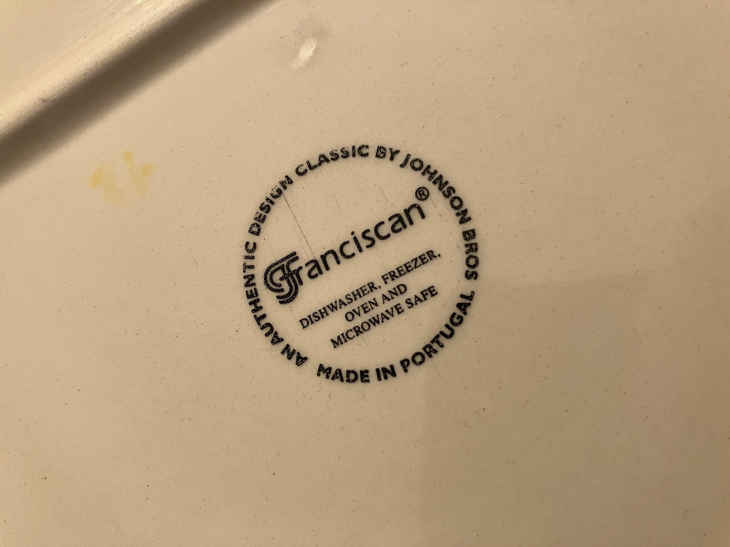 AN AUTHENTIC DESIGN CLASSIC BY JOHNSON BROS
Franciscan®
DISHWASHER, FREEZER,
OVEN AND
MICROWAVE SAFE
MADE IN PORTUGAL